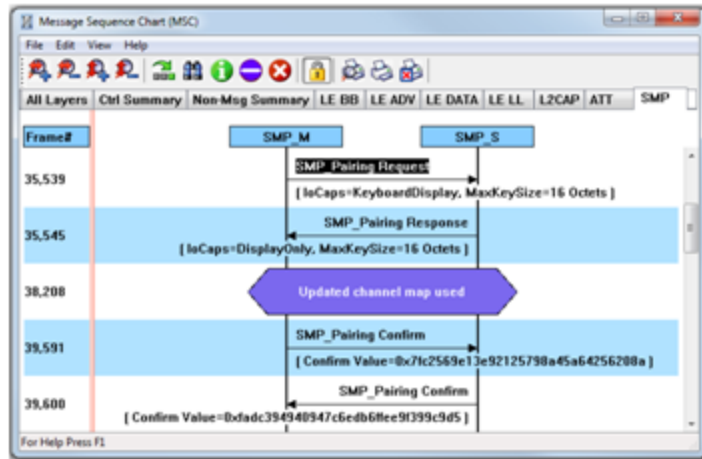 Message Sequence Chart (MSC)
File Edit View Help
All Layers Ctrl Summary Non-Msg Summary LE BB LE ADV LE DATA LE LL L2CAP ATT SMP
Frame# SMP_M SMP_S
SMP_Pairing Request
35,539
( IoCaps=KeyboardDisplay, MaxKeySize=16 Octets )
SMP_Pairing Response
35,545
( IoCaps=DisplayOnly, MaxKeySize=16 Octets )
38,208 Updated channel map used
SMP_Pairing Confirm
39,591
( Confirm Value=0x7fc2569e13e92125798a45a64256208a )
SMP_Pairing Confirm
39,600
( Confirm Value=0xfadc394940947c6edb6ffee9f399c9d5 )
For Help Press F1